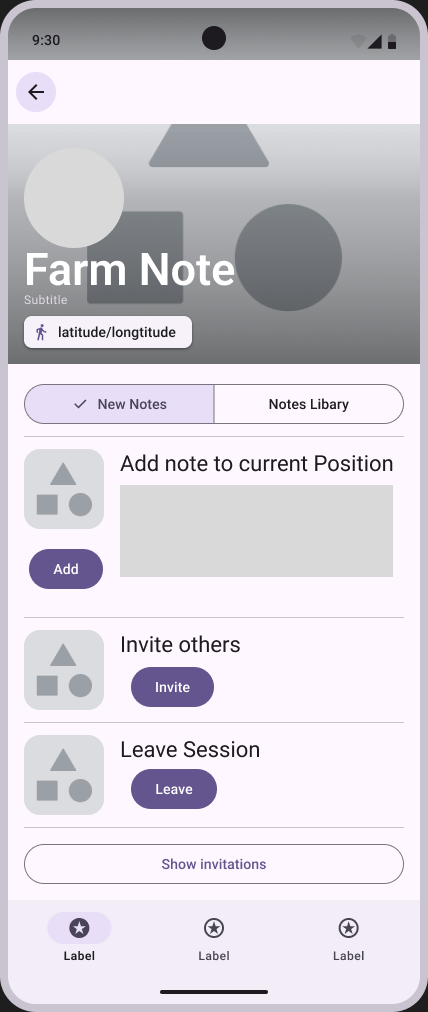 9:30
Farm Note
Subtitle
latitude/longtitude
New Notes
Notes Libary
Add note to current Position
Add
Invite others
Invite
Leave Session
Leave
Show invitations
Label
Label
Label